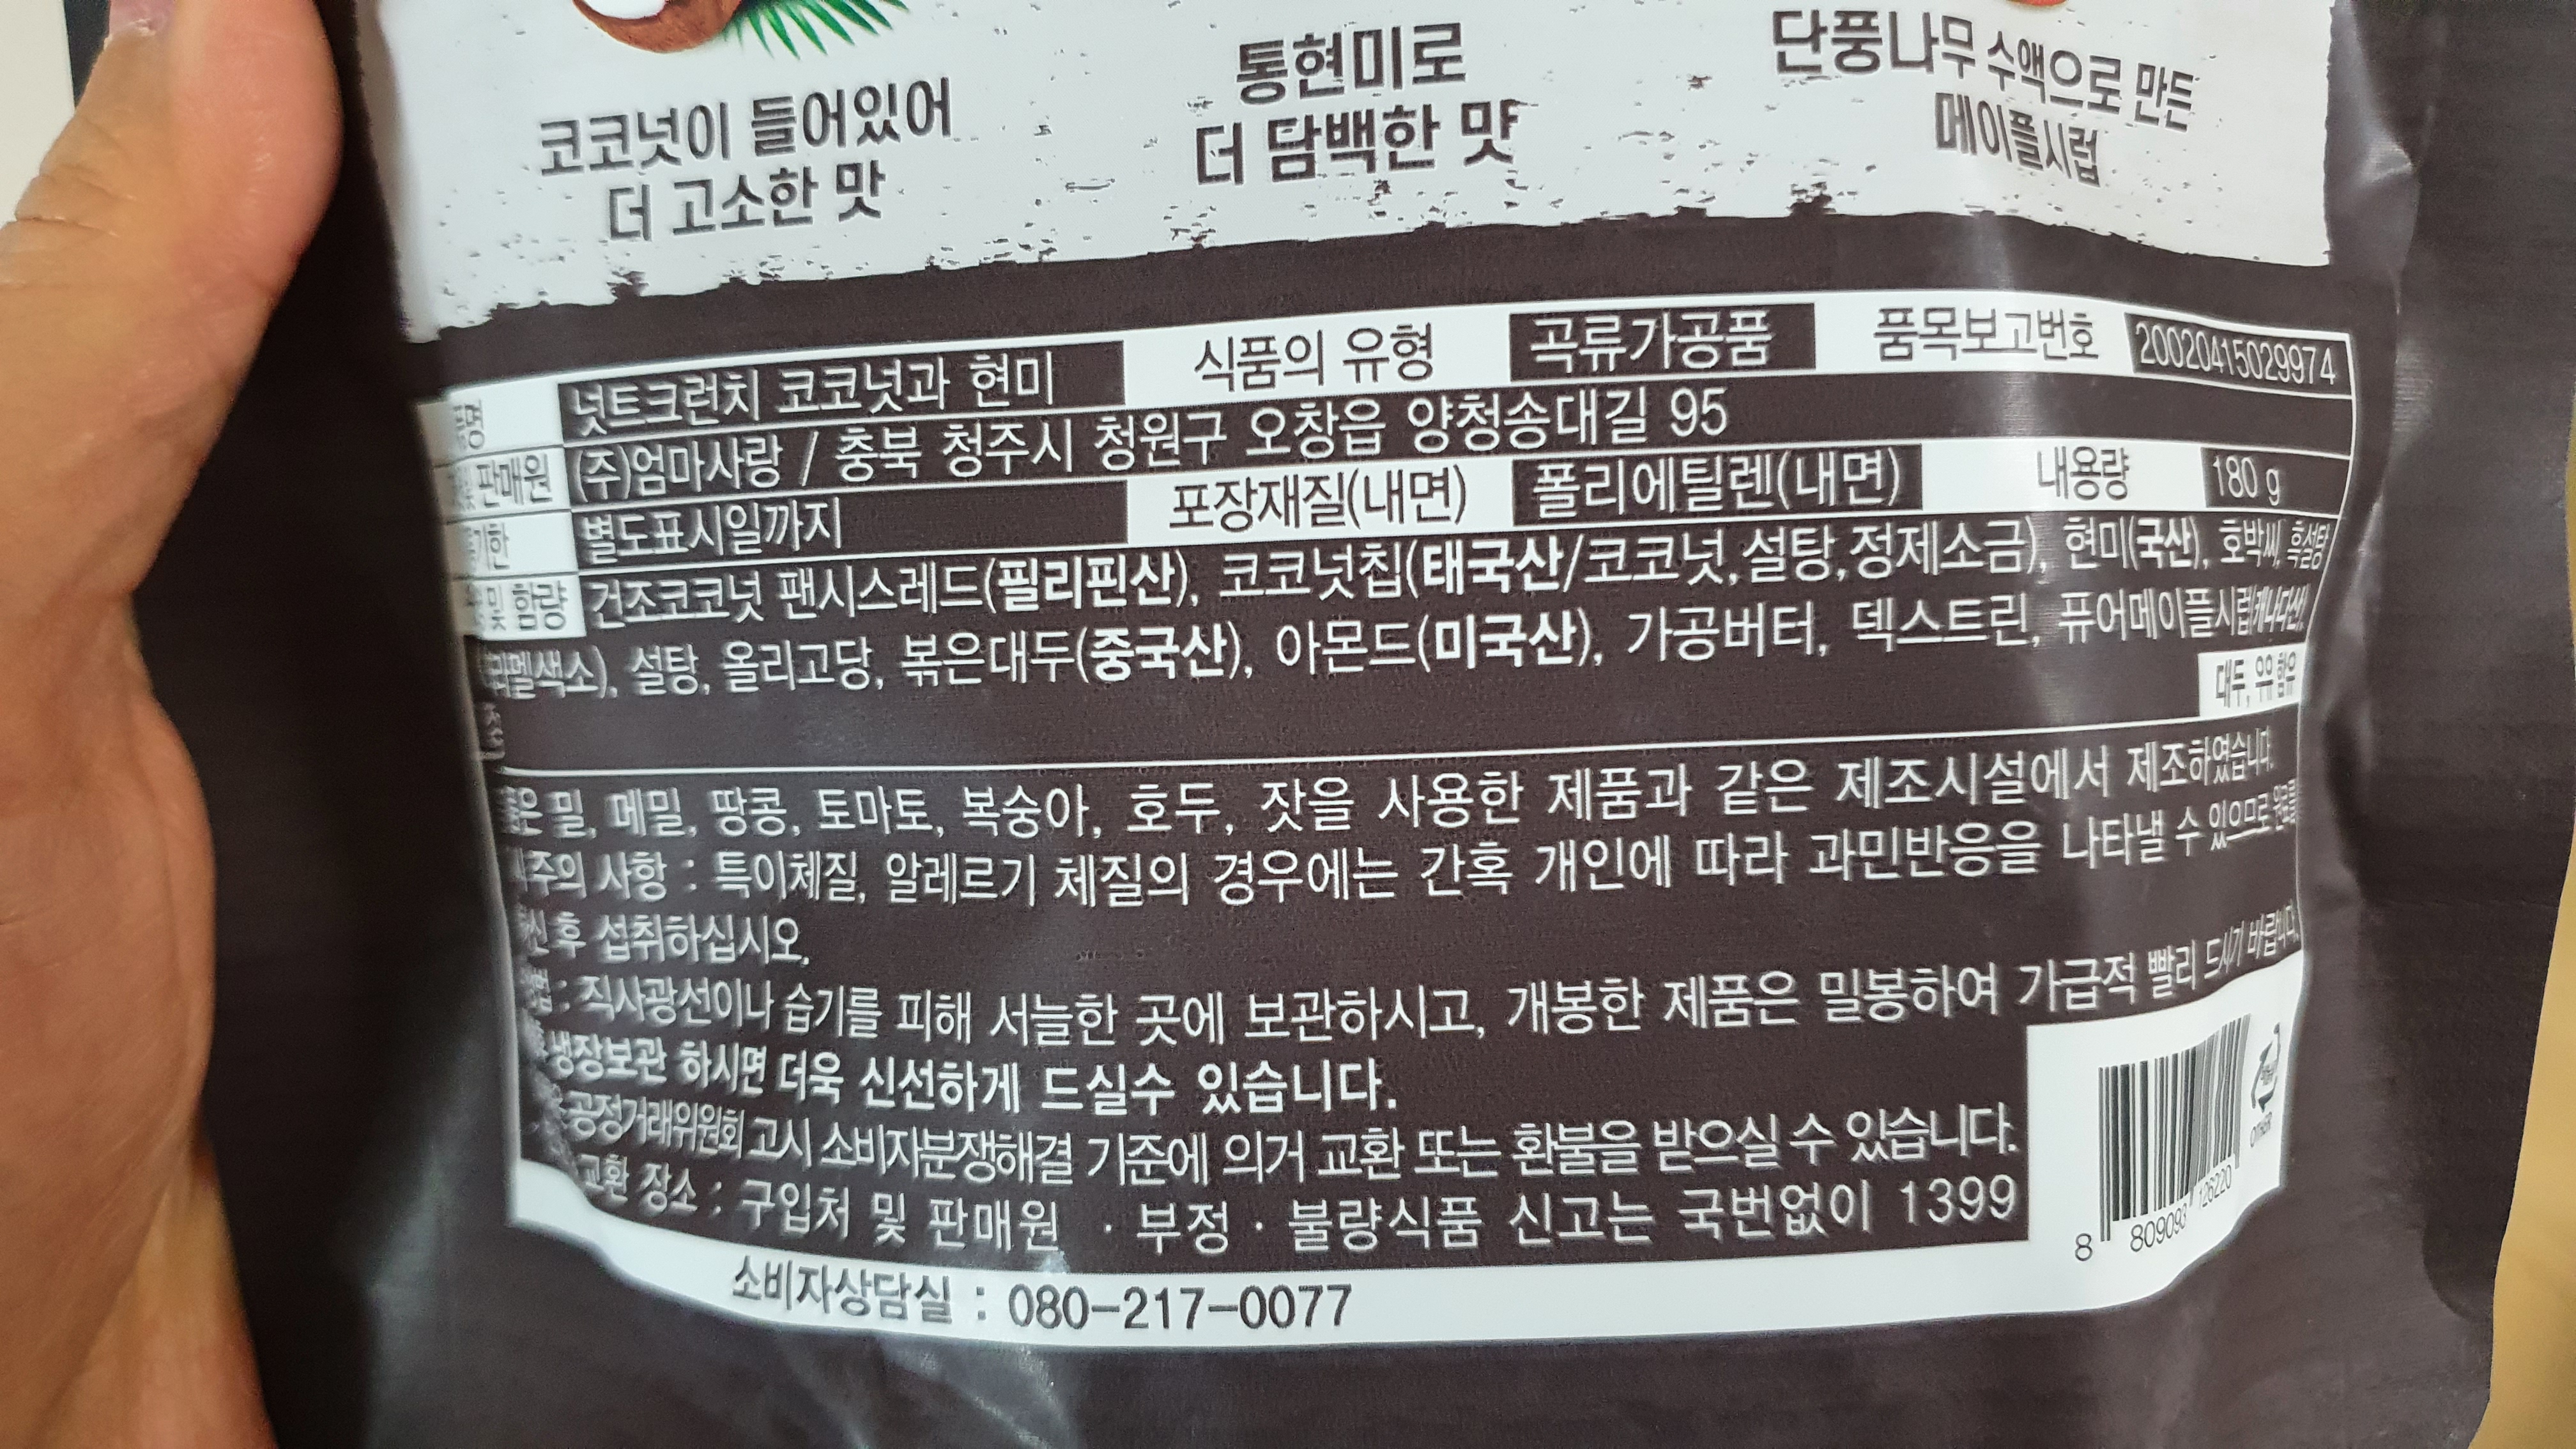 코코넛이 들어있어
더 고소한 맛
통현미로
더 담백한 맛
단풍나무 수액으로 만든
메이플시럽
넛트크런치 코코넛과 현미 식품의 유형 곡류가공품 품목보고번호 20020415029974
판매원 (주)엄마사랑 / 충북 청주시 청원구 오창읍 양청송대길 95
별도표시일까지 포장재질(내면) 폴리에틸렌(내면) 내용량 180 g
및 함량 건조코코넛 팬시스레드(필리핀산), 코코넛칩(태국산/코코넛,설탕,정제소금), 현미(국산), 호박씨, 흑설탕
설탕, 올리고당, 볶은대두(중국산), 아몬드(미국산), 가공버터, 덱스트린, 퓨어메이플시럽(캐나다산),
대두, 우유 함유
밀, 메밀, 땅콩, 토마토, 복숭아, 호두, 잣을 사용한 제품과 같은 제조시설에서 제조하였습니다.
주의 사항 : 특이체질, 알레르기 체질의 경우에는 간혹 개인에 따라 과민반응을 나타낼 수 있으므로 원료를
후 섭취하십시오.
: 직사광선이나 습기를 피해 서늘한 곳에 보관하시고, 개봉한 제품은 밀봉하여 가급적 빨리 드시기 바랍니다.
냉장보관 하시면 더욱 신선하게 드실수 있습니다.
공정거래위원회 고시 소비자분쟁해결 기준에 의거 교환 또는 환불을 받으실 수 있습니다.
교환 장소 : 구입처 및 판매원 · 부정 · 불량식품 신고는 국번없이 1399
소비자상담실 : 080-217-0077
8 809093 126220
OTHER